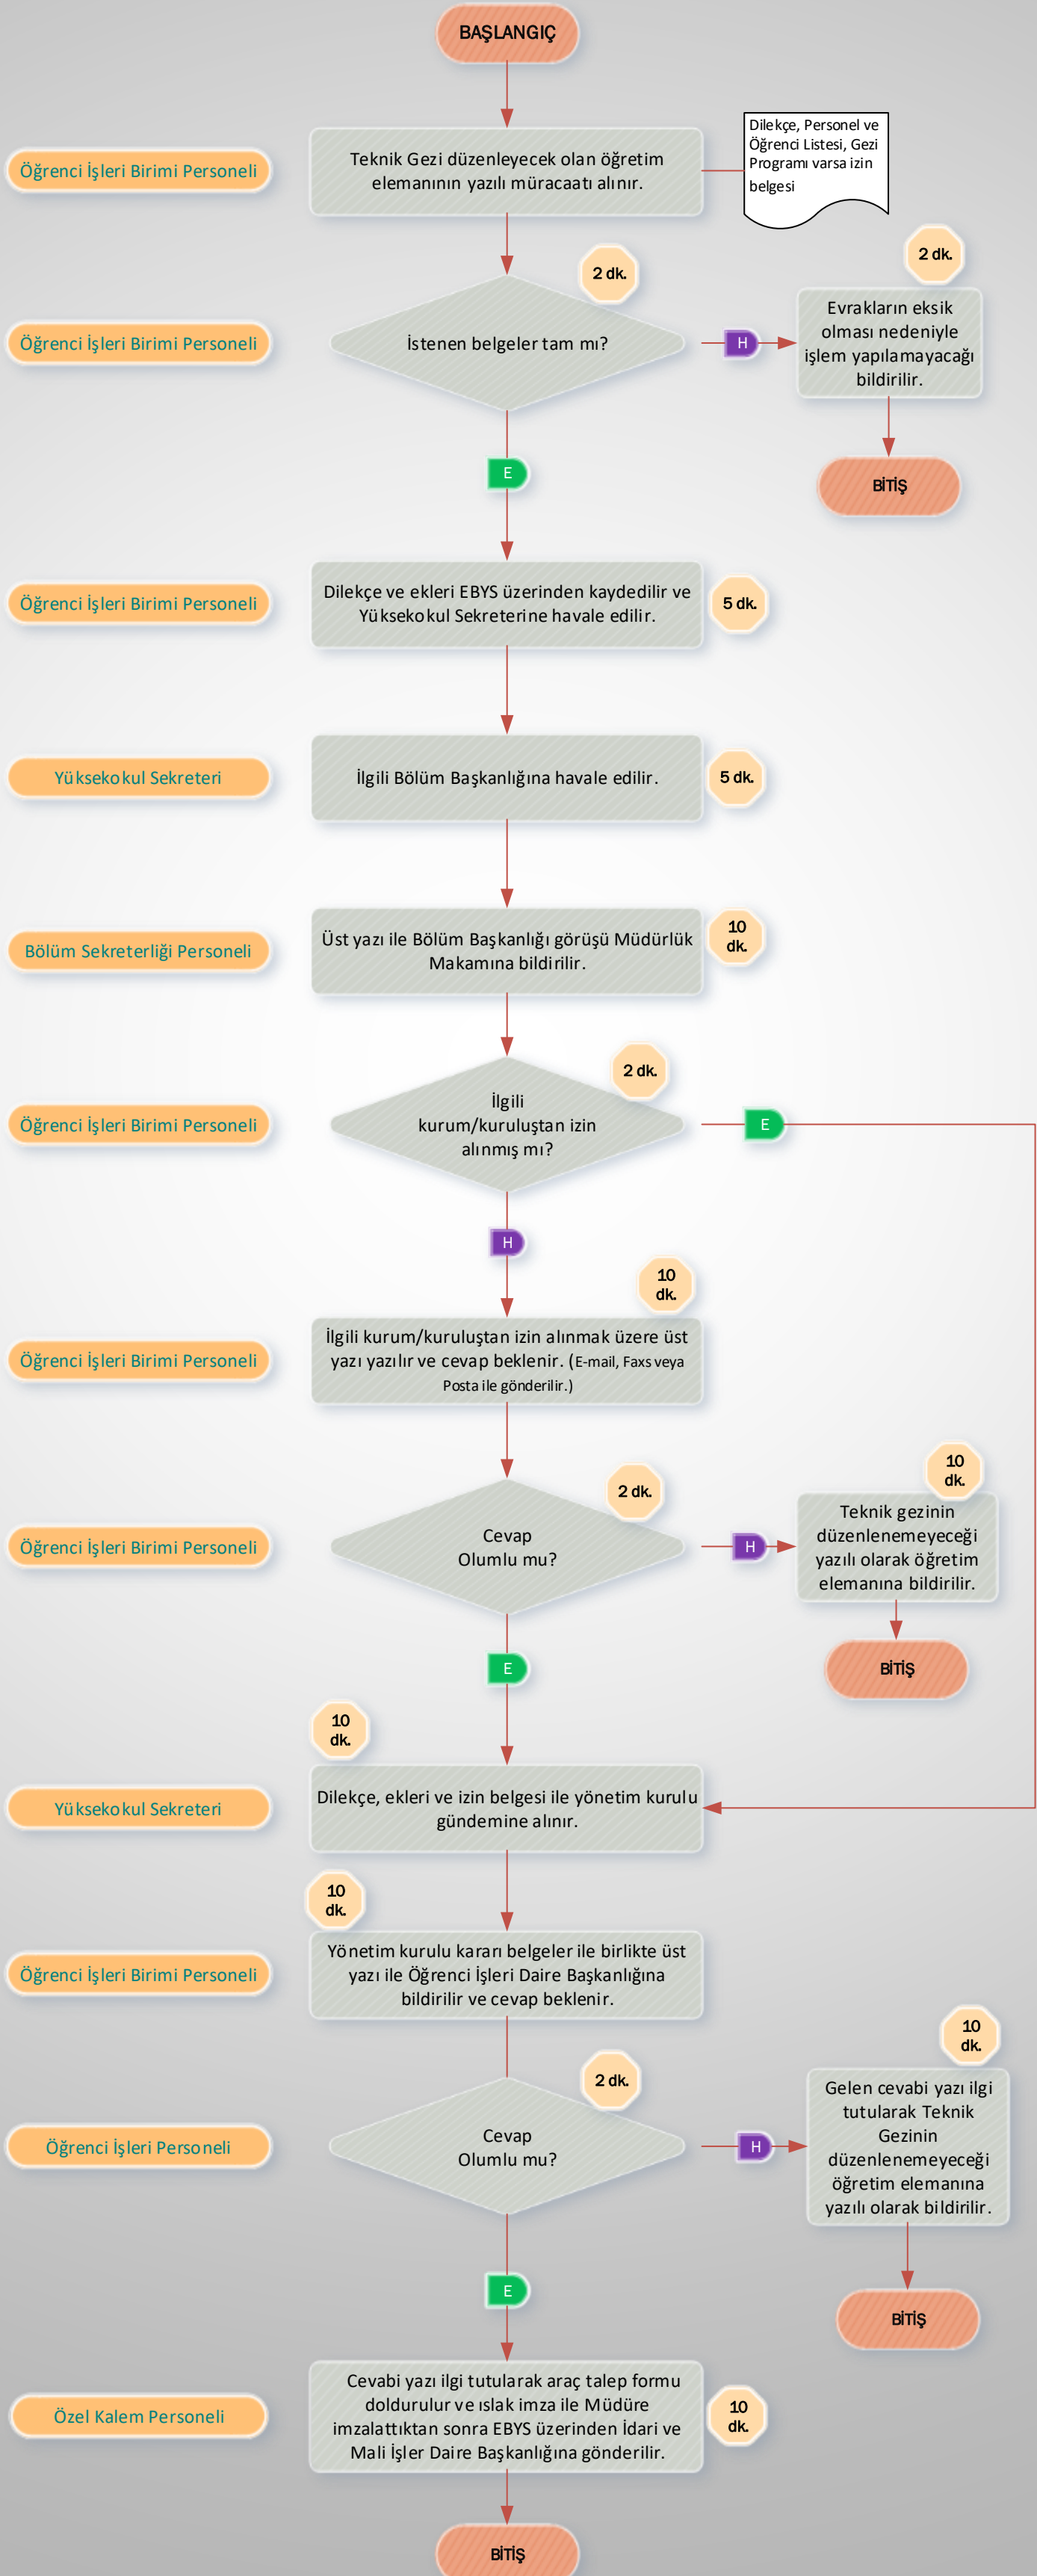 BAŞLANGIÇ
Öğrenci İşleri Birimi Personeli
Teknik Gezi düzenleyecek olan öğretim
elemanının yazılı müracaatı alınır.
Dilekçe, Personel ve
Öğrenci Listesi, Gezi
Programı varsa izin
belgesi
Öğrenci İşleri Birimi Personeli
İstenen belgeler tam mı?
2 dk.
H
2 dk.
Evrakların eksik
olması nedeniyle
işlem yapılamayacağı
bildirilir.
BİTİŞ
E
Öğrenci İşleri Birimi Personeli
Dilekçe ve ekleri EBYS üzerinden kaydedilir ve
Yüksekokul Sekreterine havale edilir.
5 dk.
Yüksekokul Sekreteri
İlgili Bölüm Başkanlığına havale edilir.
5 dk.
Bölüm Sekreterliği Personeli
Üst yazı ile Bölüm Başkanlığı görüşü Müdürlük
Makamına bildirilir.
10
dk.
Öğrenci İşleri Birimi Personeli
İlgili
kurum/kuruluştan izin
alınmış mı?
2 dk.
E
H
Öğrenci İşleri Birimi Personeli
10
dk.
İlgili kurum/kuruluştan izin alınmak üzere üst
yazı yazılır ve cevap beklenir. (E-mail, Faxs veya
Posta ile gönderilir.)
Öğrenci İşleri Birimi Personeli
Cevap
Olumlu mu?
2 dk.
H
10
dk.
Teknik gezinin
düzenlenemeyeceği
yazılı olarak öğretim
elemanına bildirilir.
BİTİŞ
E
10
dk.
Yüksekokul Sekreteri
Dilekçe, ekleri ve izin belgesi ile yönetim kurulu
gündemine alınır.
10
dk.
Öğrenci İşleri Birimi Personeli
Yönetim kurulu kararı belgeler ile birlikte üst
yazı ile Öğrenci İşleri Daire Başkanlığına
bildirilir ve cevap beklenir.
Öğrenci İşleri Personeli
Cevap
Olumlu mu?
2 dk.
H
10
dk.
Gelen cevabi yazı ilgi
tutularak Teknik
Gezinin
düzenlenemeyeceği
öğretim elemanına
yazılı olarak bildirilir.
BİTİŞ
E
Özel Kalem Personeli
Cevabi yazı ilgi tutularak araç talep formu
doldurulur ve ıslak imza ile Müdüre
imzalattıktan sonra EBYS üzerinden İdari ve
Mali İşler Daire Başkanlığına gönderilir.
10
dk.
BİTİŞ